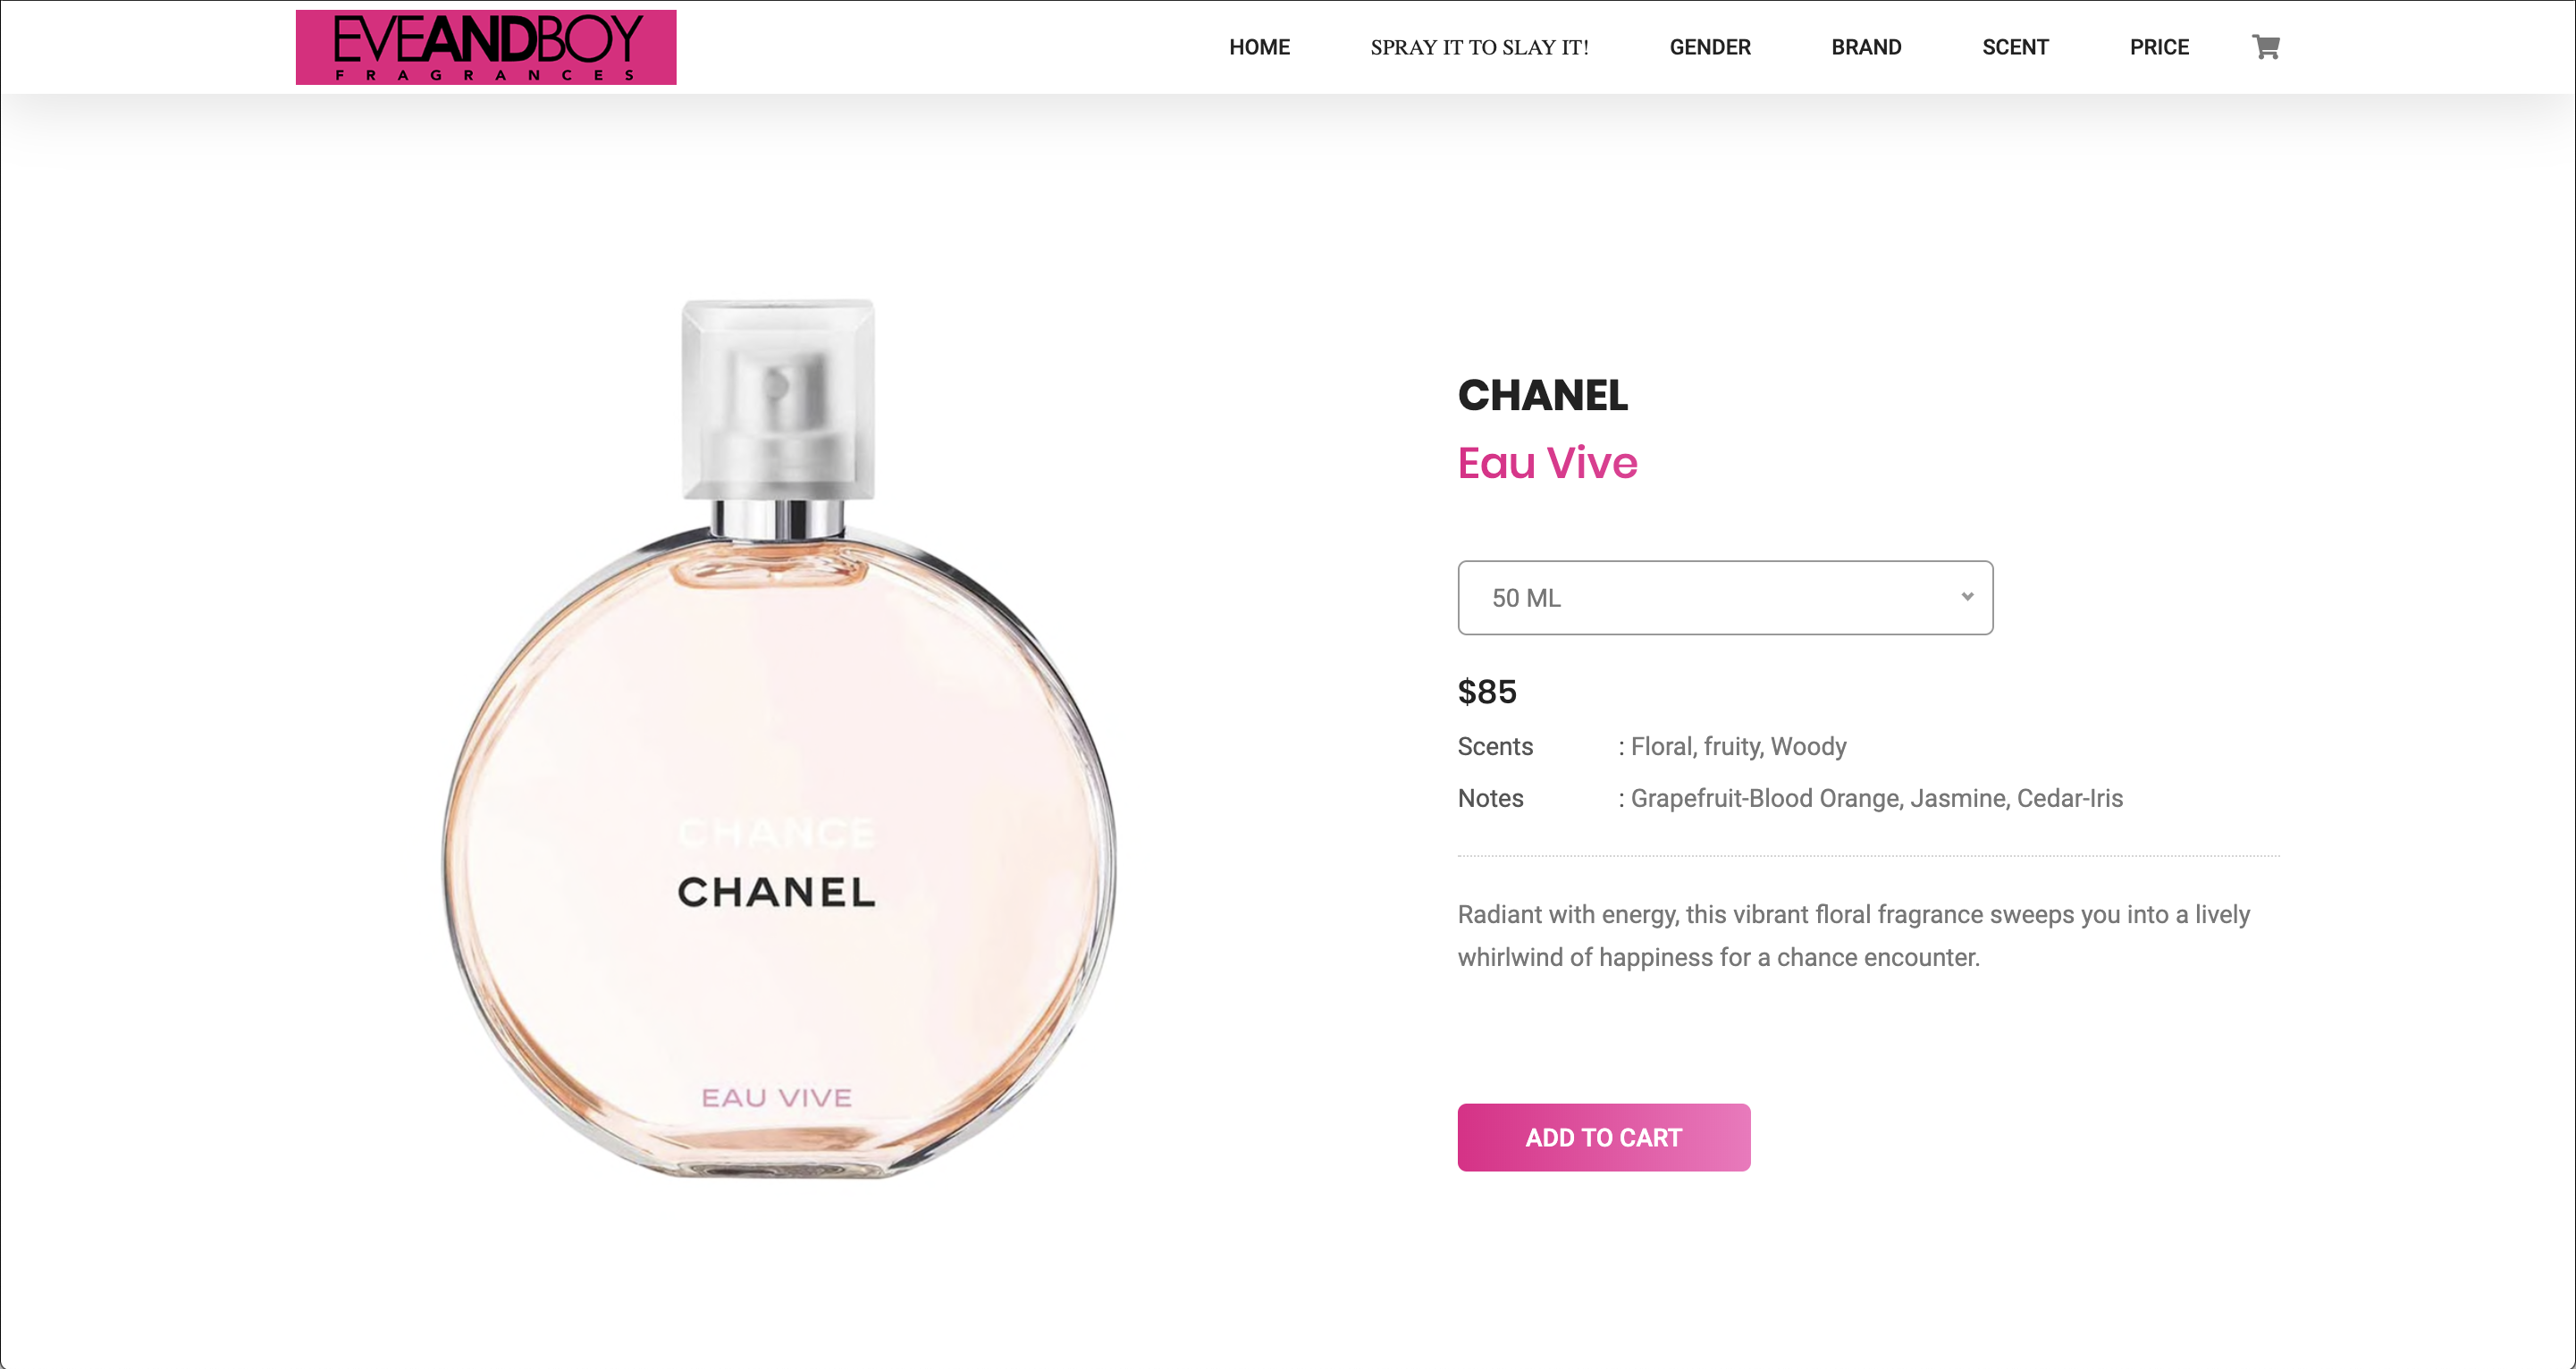 EVEANDBOY
FRAGRANCES
HOME SPRAY IT TO SLAY IT! GENDER BRAND SCENT PRICE
CHANCE
CHANEL
EAU VIVE
CHANEL
Eau Vive
50 ML
$85
Scents : Floral, fruity, Woody
Notes : Grapefruit-Blood Orange, Jasmine, Cedar-Iris
Radiant with energy, this vibrant floral fragrance sweeps you into a lively
whirlwind of happiness for a chance encounter.
ADD TO CART